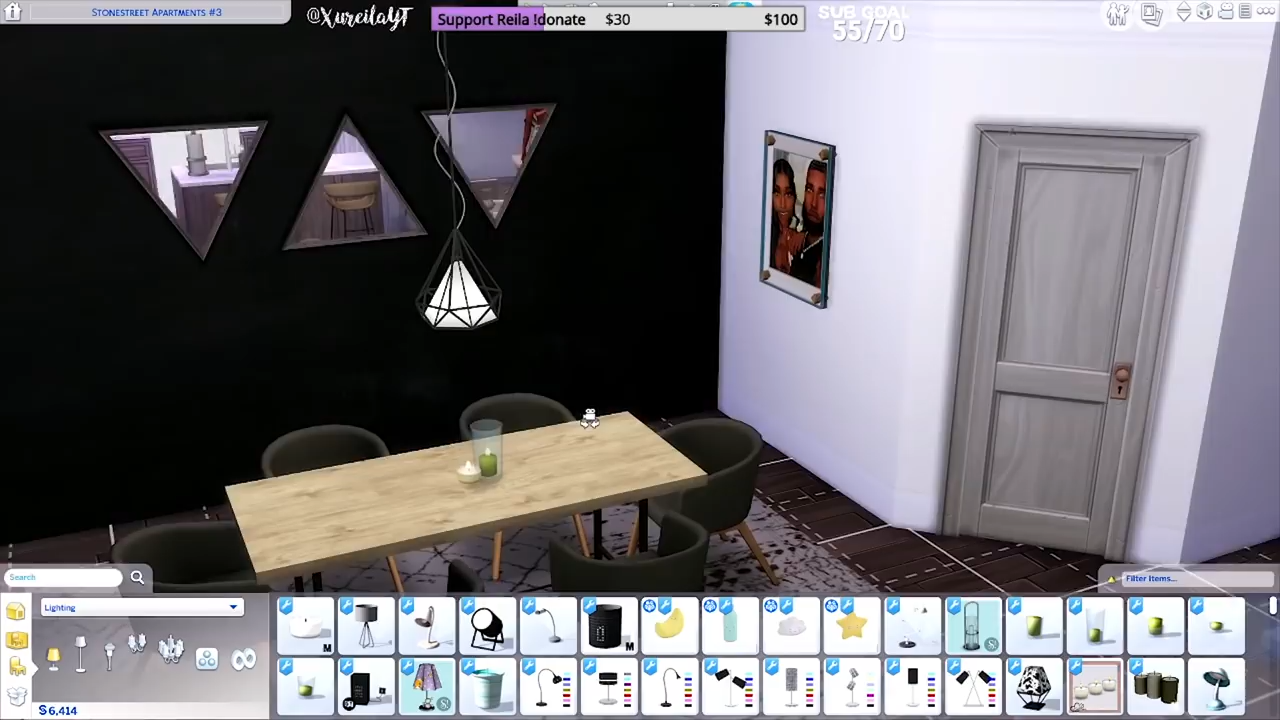 STONESTREET APARTMENTS #3
@XureilaYT
Support Reila !donate $30 $100
SUB GOAL
55/70
Search
Filter Items...
Lighting
M
M
$6,414